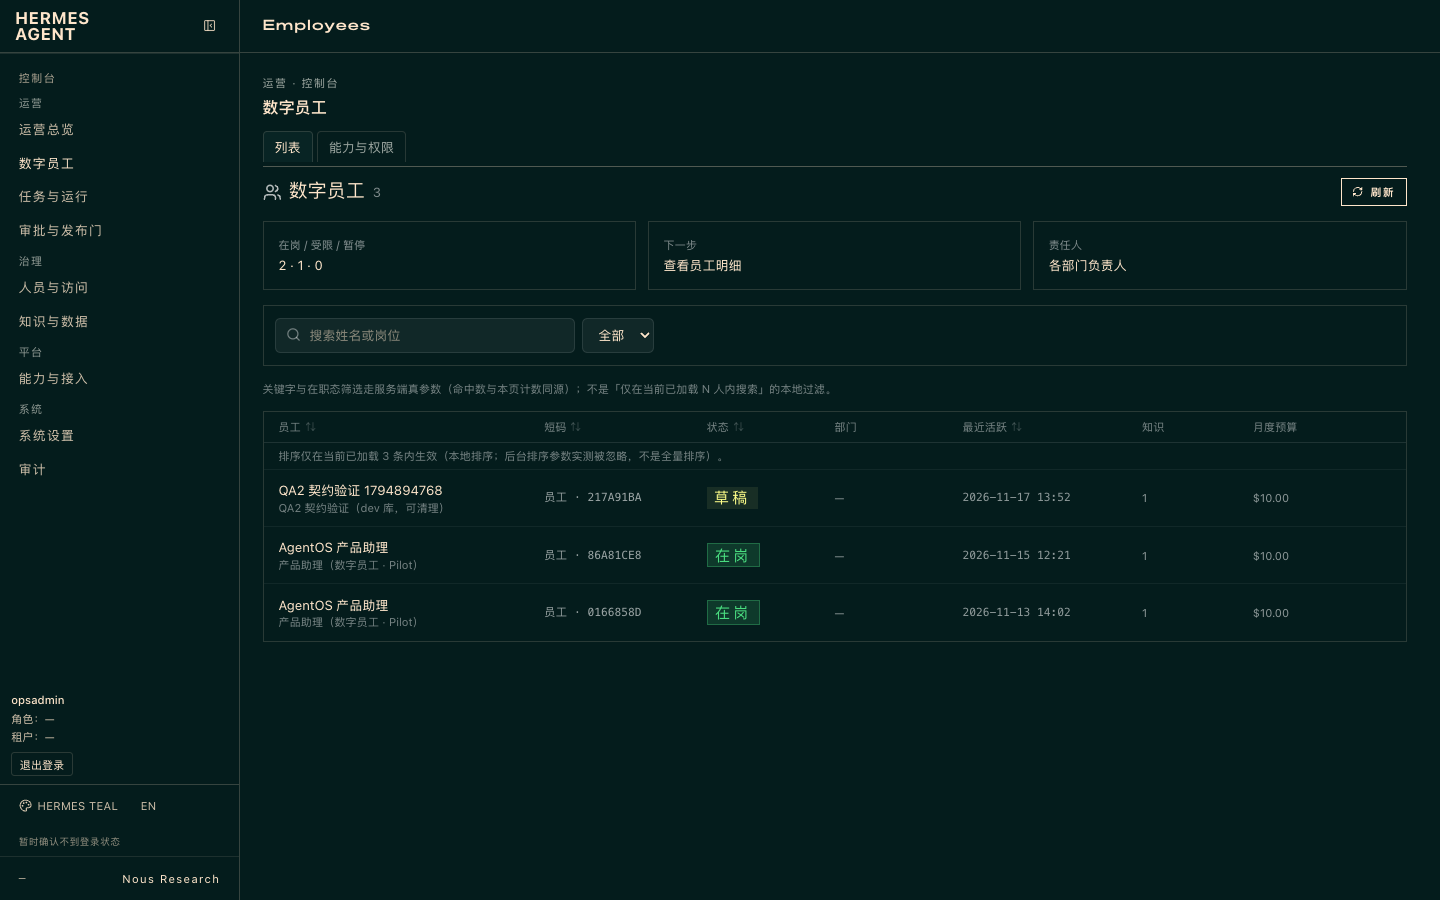 HERMES
AGENT
控制台
运营
运营总览
数字员工
任务与运行
审批与发布门
治理
人员与访问
知识与数据
平台
能力与接入
系统
系统设置
审计
opsadmin
角色： —
租户： —
退出登录
HERMES TEAL EN
暂时确认不到登录状态
— Nous Research
Employees
运营 · 控制台
数字员工
列表 能力与权限
数字员工 3
刷新
在岗 / 受限 / 暂停
2 · 1 · 0
下一步
查看员工明细
责任人
各部门负责人
搜索姓名或岗位 全部
关键字与在职态筛选走服务端真参数（命中数与本页计数同源）；不是「仅在当前已加载 N 人内搜索」的本地过滤。
员工 短码 状态 部门 最近活跃 知识 月度预算
排序仅在当前已加载 3 条内生效（本地排序；后台排序参数实测被忽略，不是全量排序）。
QA2 契约验证 1794894768
QA2 契约验证（dev 库，可清理）
员工 · 217A91BA 草稿 — 2026-11-17 13:52 1 $10.00
AgentOS 产品助理
产品助理（数字员工 · Pilot）
员工 · 86A81CE8 在岗 — 2026-11-15 12:21 1 $10.00
AgentOS 产品助理
产品助理（数字员工 · Pilot）
员工 · 0166858D 在岗 — 2026-11-13 14:02 1 $10.00